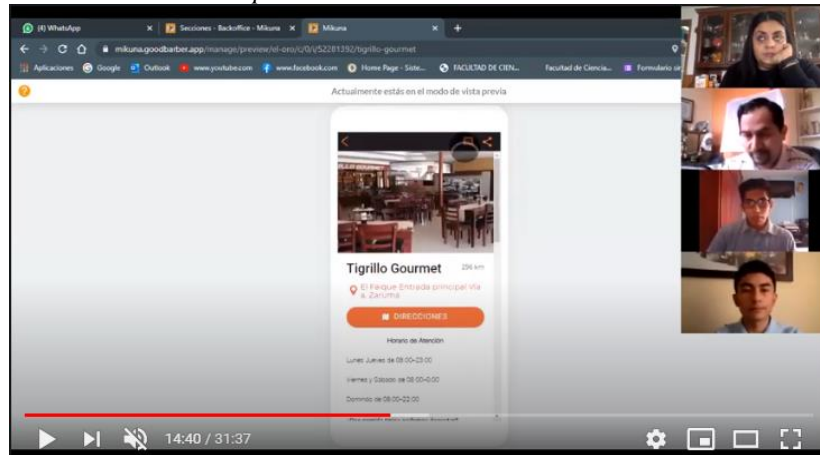 (4) WhatsApp
Secciones - Backoffice - Mikuna
Mikuna
mikuna.goodbarber.app/manage/preview/el-oro/c/0/i/52281392/tigrillo-gourmet
Aplicaciones Google Outlook www.youtube.com www.facebook.com Home Page - Siste... FACULTAD DE CIEN... Facultad de Ciencia... Formulario
Actualmente estás en el modo de vista previa
Tigrillo Gourmet
236 km
El Parque Entrada principal Vía
a. Zaruma
DIRECCIONES
Horario de Atención
Lunes Jueves de 08:00-23:00
Viernes y Sábado de 08:00-0:00
Domingo de 08:00-22:00
14:40 / 31:37